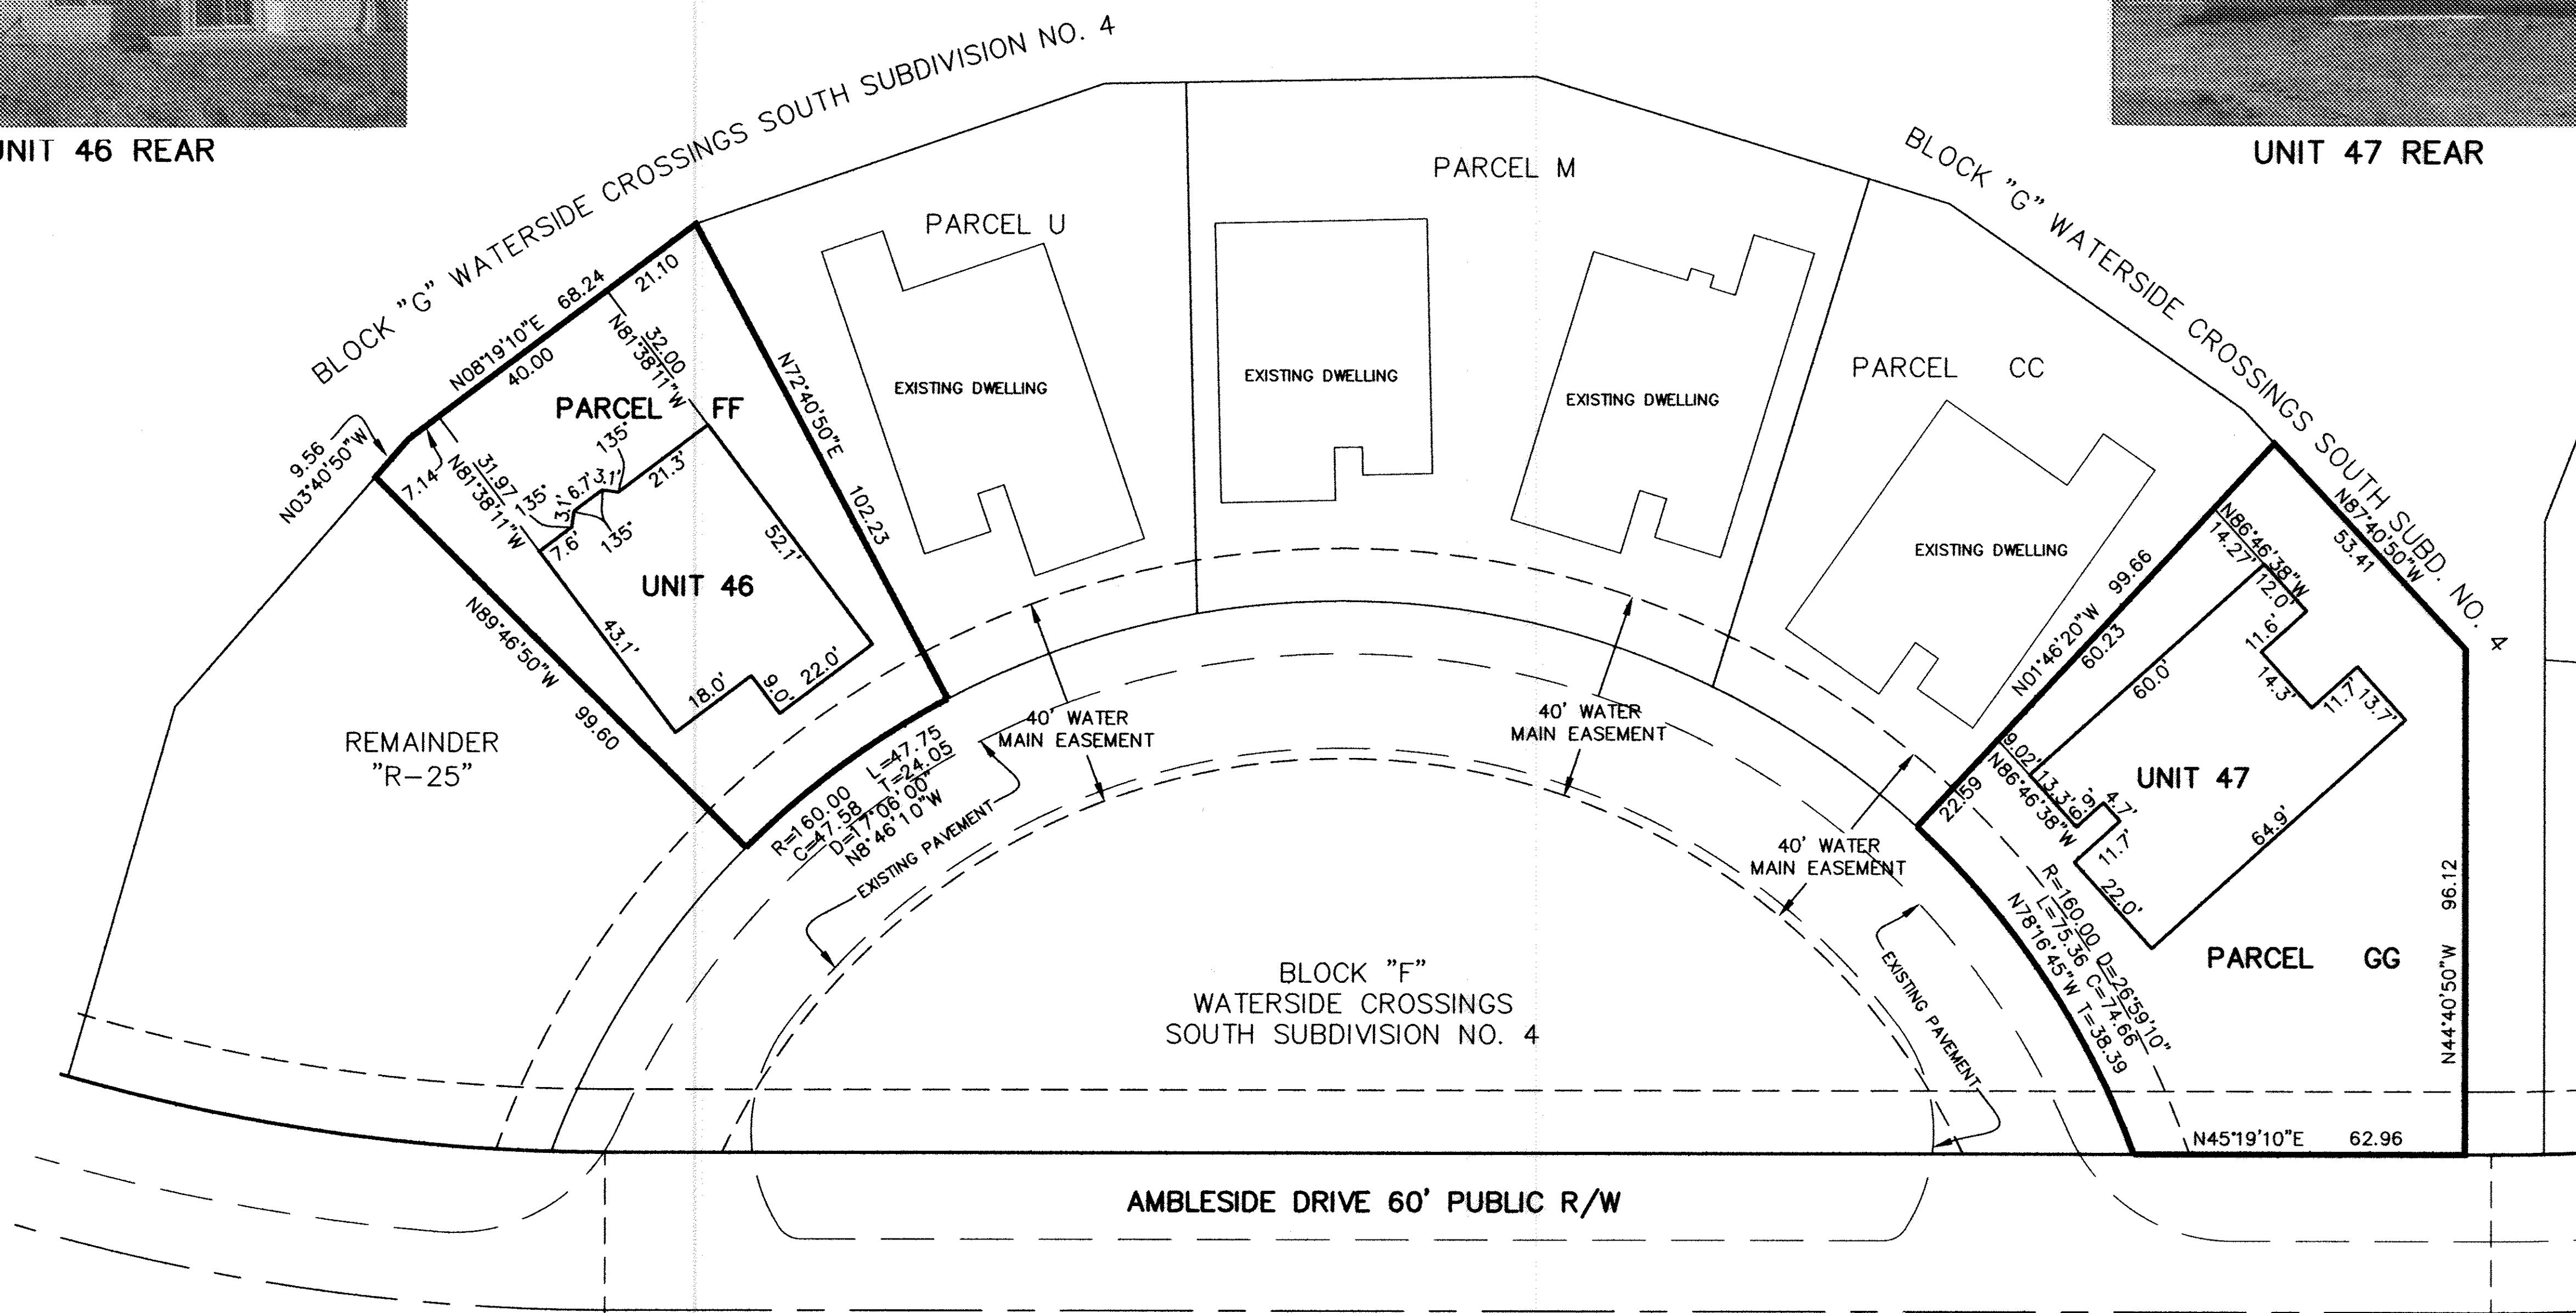 UNIT 46 REAR
UNIT 47 REAR
BLOCK "G" WATERSIDE CROSSINGS SOUTH SUBDIVISION NO. 4
BLOCK "G" WATERSIDE CROSSINGS SOUTH SUBD. NO. 4
N08°19'10"E 68.24
21.10
40.00
32.00
N81°38'11"W
PARCEL FF
9.56
N03°40'50"W
7.14
31.97
N81°38'11"W
135°
3.1'
6.7'
3.1'
135°
135°
7.6'
21.3'
52.1'
UNIT 46
43.1'
18.0'
9.0'
22.0'
N72°40'50"E 102.23
N89°46'50"W 99.60
REMAINDER
"R-25"
R=160.00 L=47.75
C=47.58 T=24.05
D=17°06'00"
N8°46'10"W
EXISTING PAVEMENT
PARCEL U
EXISTING DWELLING
PARCEL M
EXISTING DWELLING
EXISTING DWELLING
PARCEL CC
EXISTING DWELLING
40' WATER
MAIN EASEMENT
40' WATER
MAIN EASEMENT
40' WATER
MAIN EASEMENT
N87°40'50"W
53.41
N86°46'38"W
14.27'
12.0'
11.6'
14.3'
11.7'
13.7'
N01°46'20"W 99.66
60.23
60.0'
9.02'
N86°46'38"W
13.3'
6.9'
4.7'
11.7'
22.0'
64.9'
22.59
UNIT 47
PARCEL GG
R=160.00 D=26°59'10"
L=75.36 C=74.66
N78°16'45"W T=38.39
EXISTING PAVEMENT
N44°40'50"W 96.12
N45°19'10"E 62.96
BLOCK "F"
WATERSIDE CROSSINGS
SOUTH SUBDIVISION NO. 4
AMBLESIDE DRIVE 60' PUBLIC R/W